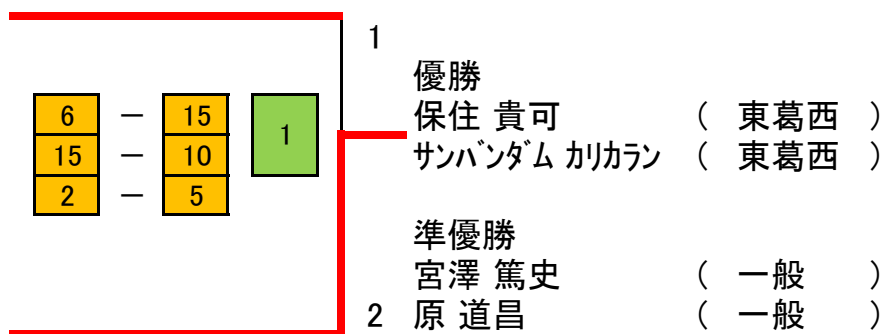 1
優勝
6 － 15 1 保住 貴可 （ 東葛西 ）
15 － 10 サンバンダム カリカラン （ 東葛西 ）
2 － 5
準優勝
宮澤 篤史 （ 一般 ）
2 原 道昌 （ 一般 ）